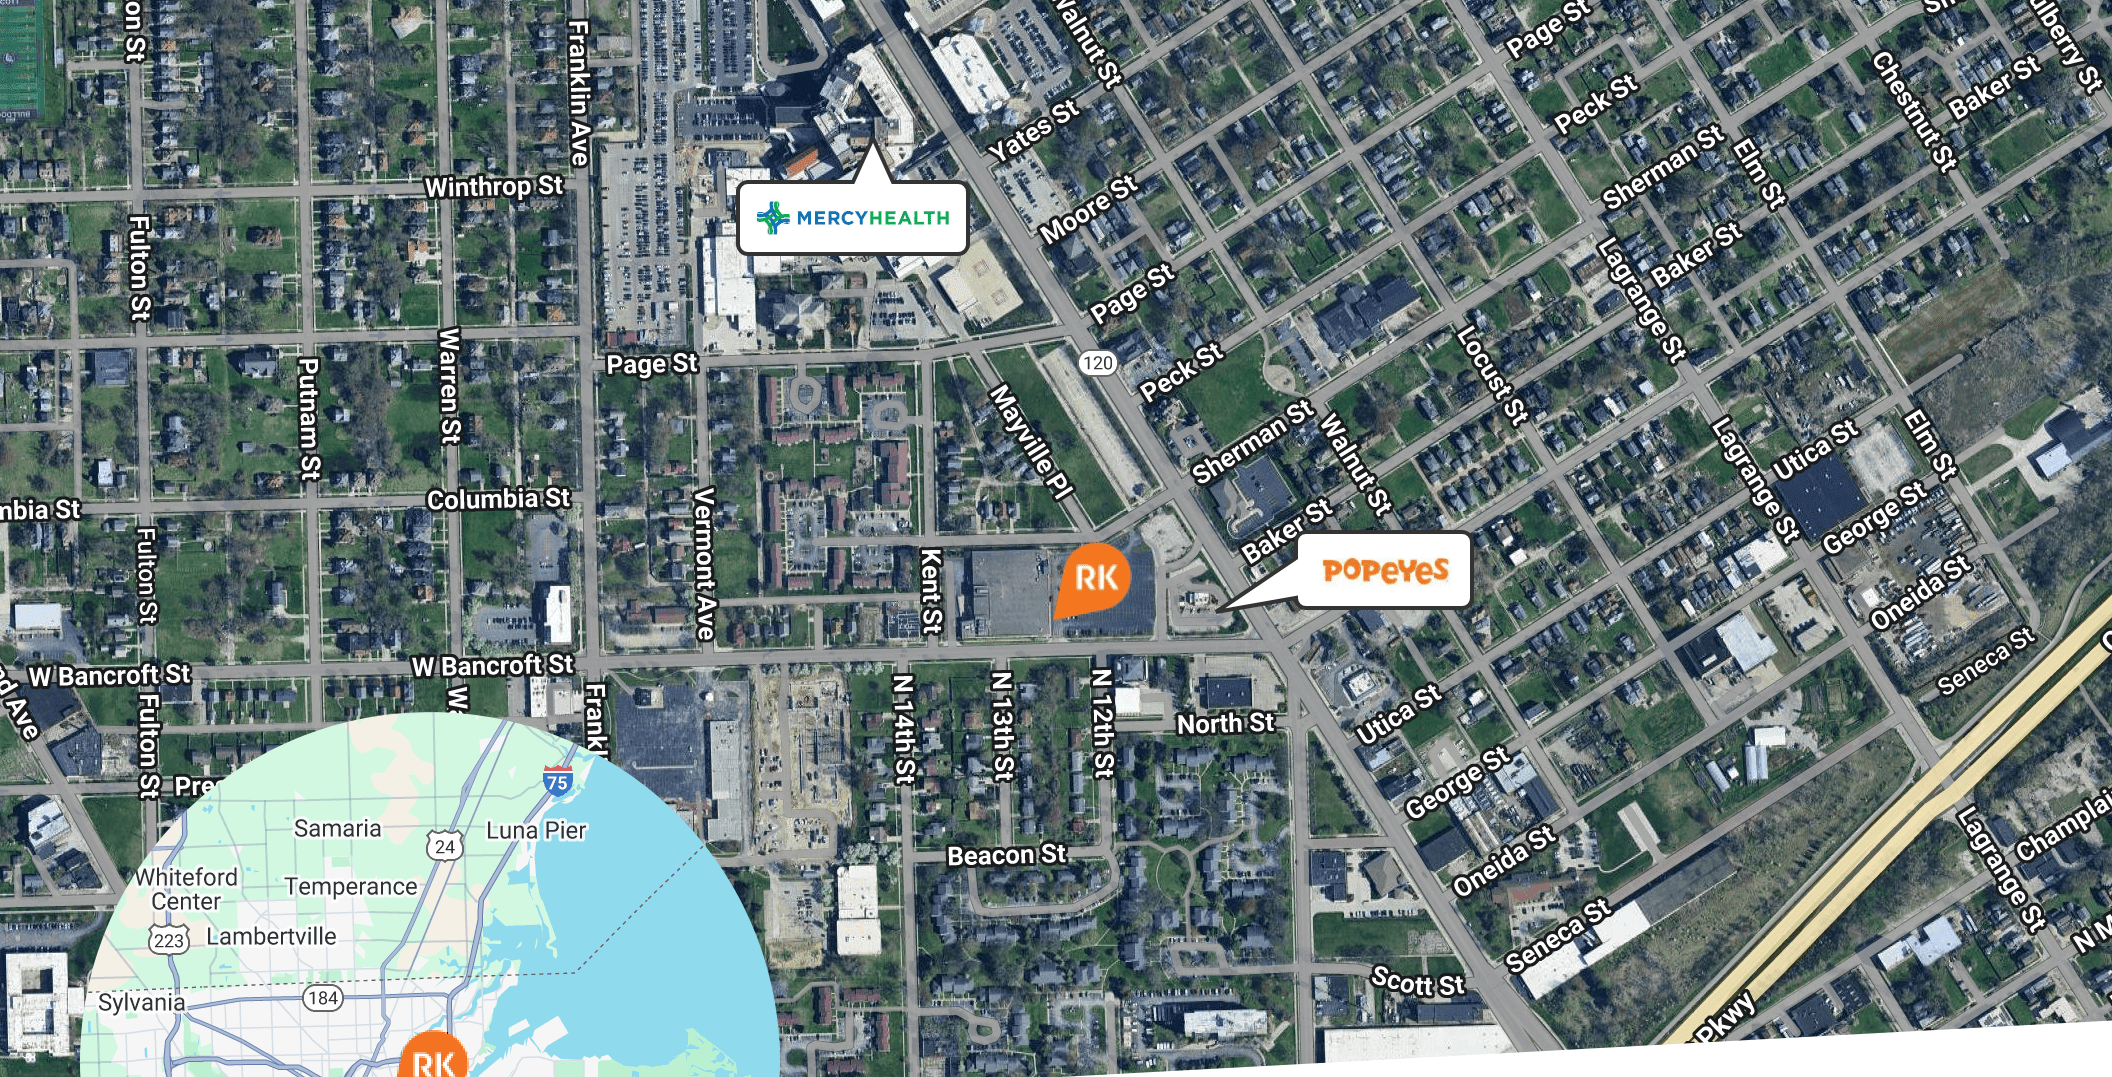 Franklin Ave
Walnut St
Page St
Peck St
Chestnut St
Baker St
Yates St
Winthrop St
Sherman St
Elm St
Fulton St
MERCYHEALTH
Moore St
Baker St
Lagrange St
Page St
Page St
120
Peck St
Locust St
Putnam St
Warren St
Mayville Pl
Sherman St
Walnut St
Lagrange St
Utica St
Elm St
Columbia St
mbia St
Vermont Ave
Baker St
George St
Fulton St
Kent St
RK
POPEYES
Oneida St
W Bancroft St
W Bancroft St
Seneca St
Fulton St
N 14th St
N 13th St
N 12th St
North St
Utica St
George St
Beacon St
Oneida St
Lagrange St
Seneca St
Scott St
Pkwy
75
Samaria
24
Luna Pier
Whiteford
Center
Temperance
223
Lambertville
Sylvania
184
RK